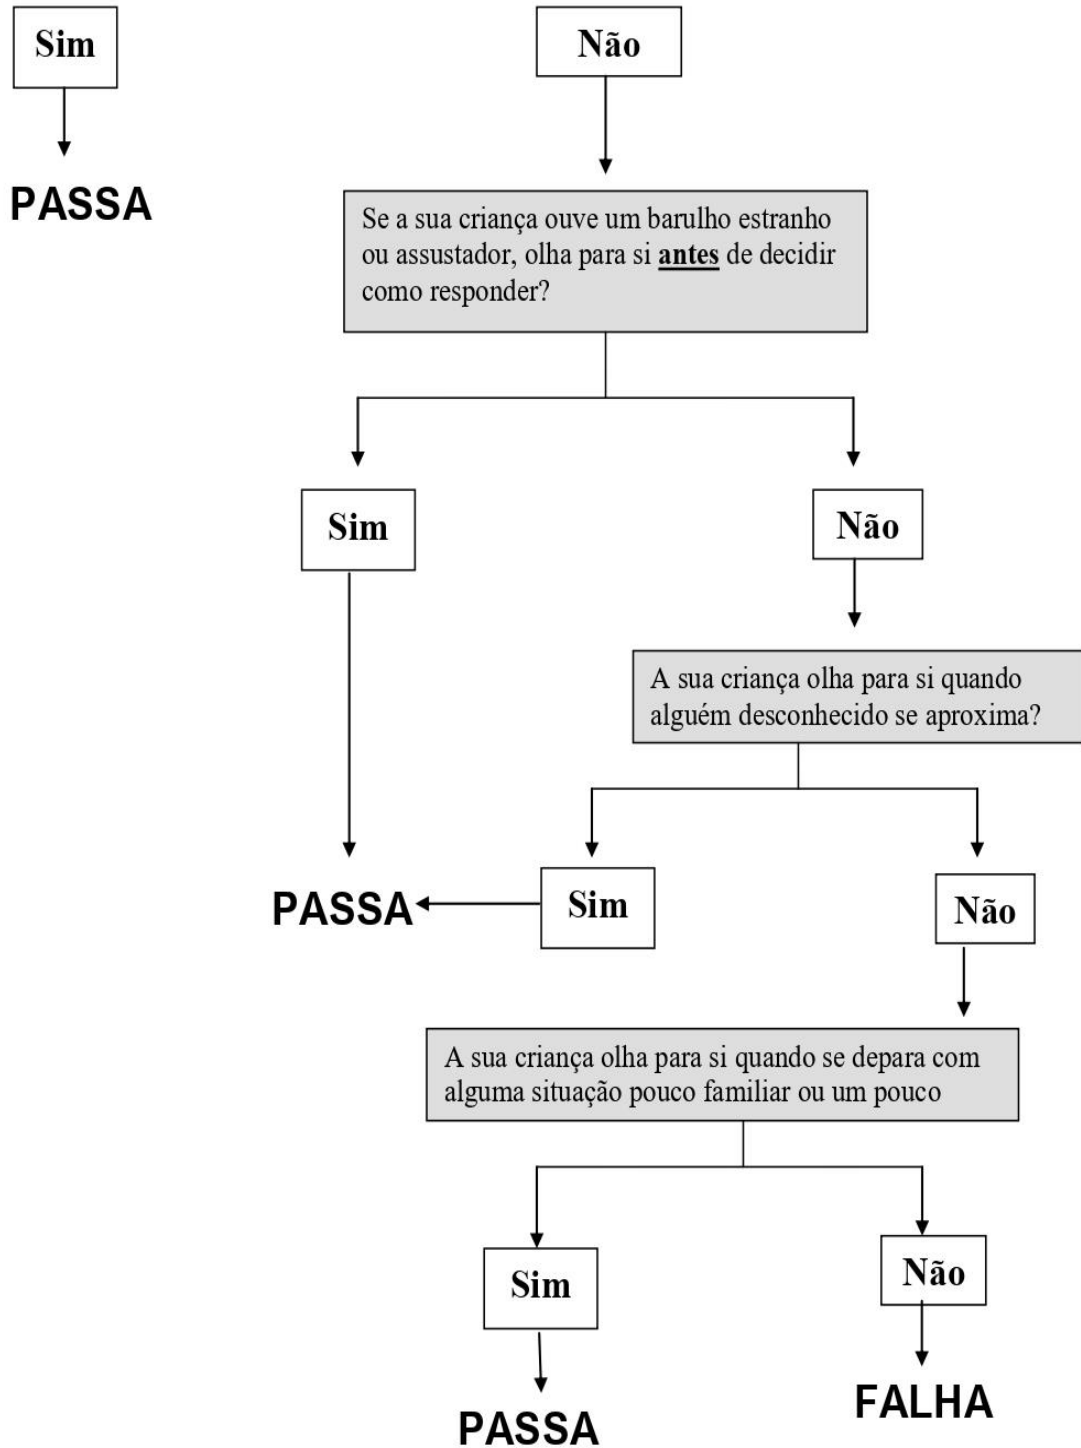 Sim
Não
PASSA
Se a sua criança ouve um barulho estranho
ou assustador, olha para si antes de decidir
como responder?
Sim
Não
A sua criança olha para si quando
alguém desconhecido se aproxima?
PASSA
Sim
Não
A sua criança olha para si quando se depara com
alguma situação pouco familiar ou um pouco
Sim
Não
PASSA
FALHA